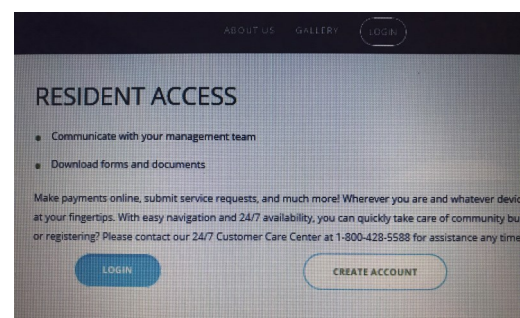 ABOUT US GALLERY LOGIN
RESIDENT ACCESS
Communicate with your management team
Download forms and documents
Make payments online, submit service requests, and much more! Wherever you are and whatever devic
at your fingertips. With easy navigation and 24/7 availability, you can quickly take care of community bu
or registering? Please contact our 24/7 Customer Care Center at 1-800-428-5588 for assistance any time
LOGIN CREATE ACCOUNT